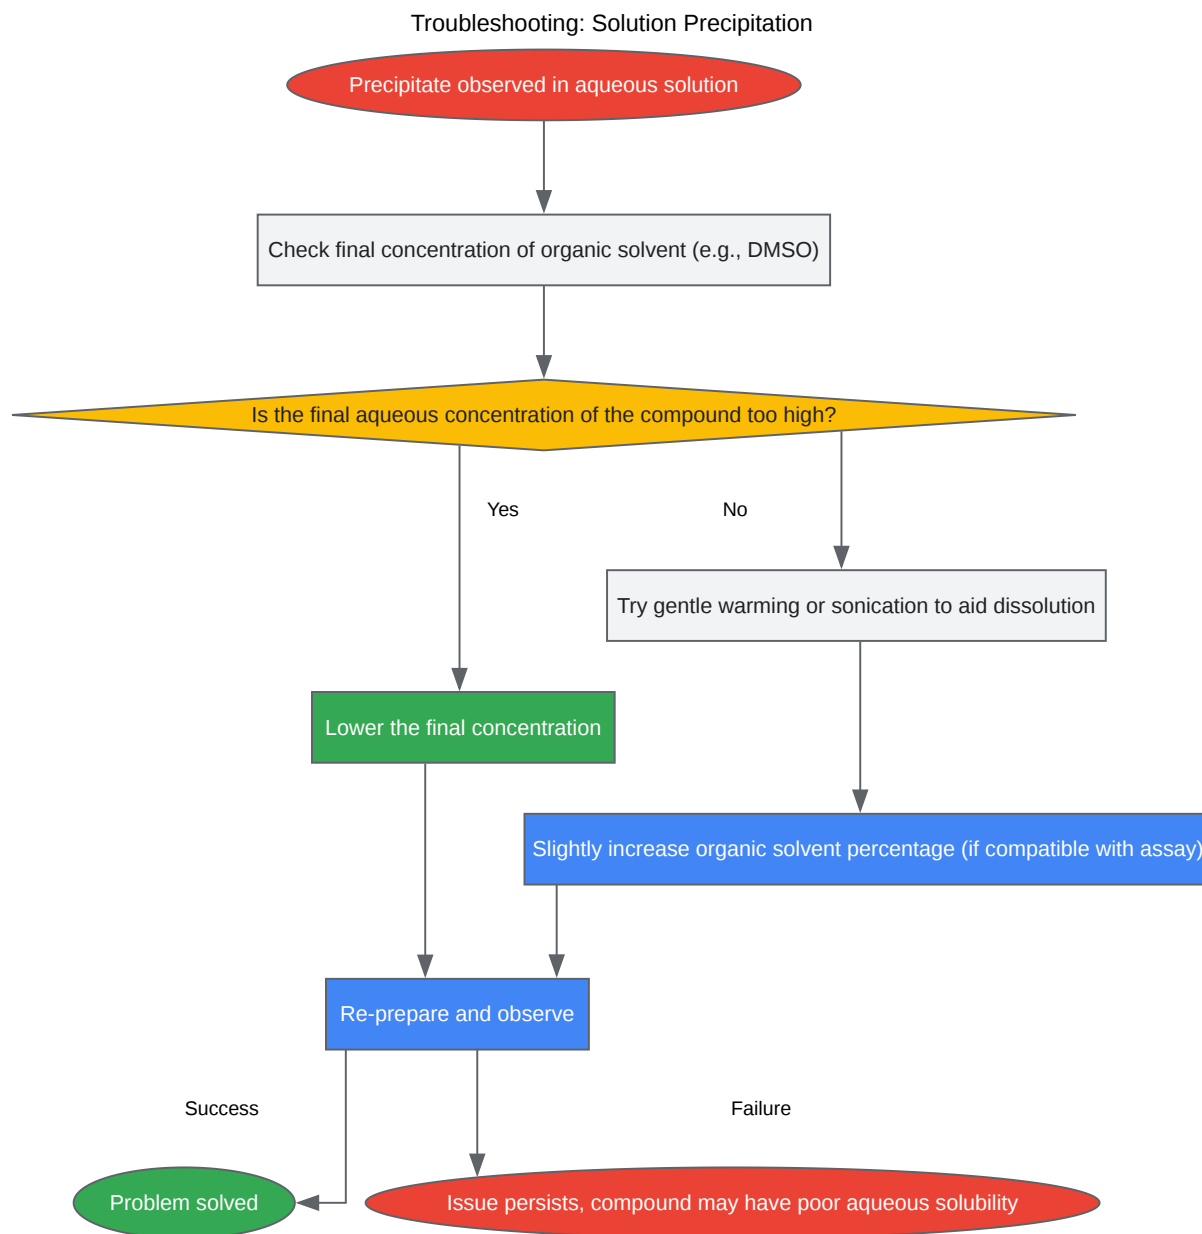 Troubleshooting: Solution Precipitation
Precipitate observed in aqueous solution
Check final concentration of organic solvent (e.g., DMSO)
Is the final aqueous concentration of the compound too high?
Yes
No
Try gentle warming or sonication to aid dissolution
Lower the final concentration
Slightly increase organic solvent percentage (if compatible with assay)
Re-prepare and observe
Success
Failure
Problem solved
Issue persists, compound may have poor aqueous solubility